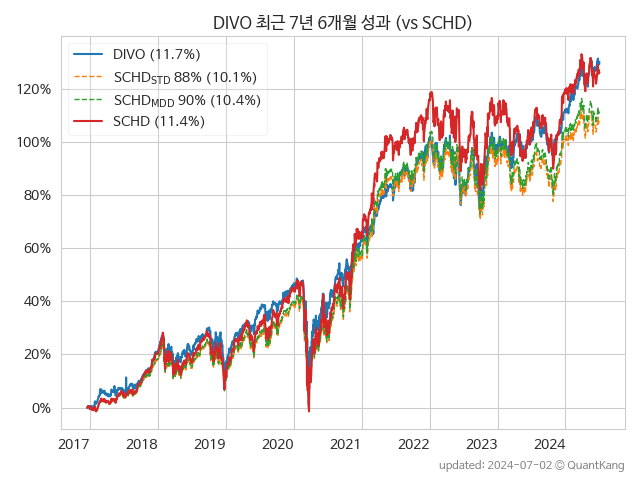 DIVO 최근 7년 6개월 성과 (vs SCHD)
DIVO (11.7%)
SCHD_STD 88% (10.1%)
SCHD_MDD 90% (10.4%)
SCHD (11.4%)
120%
100%
80%
60%
40%
20%
0%
2017 2018 2019 2020 2021 2022 2023 2024
updated: 2024-07-02 © QuantKang